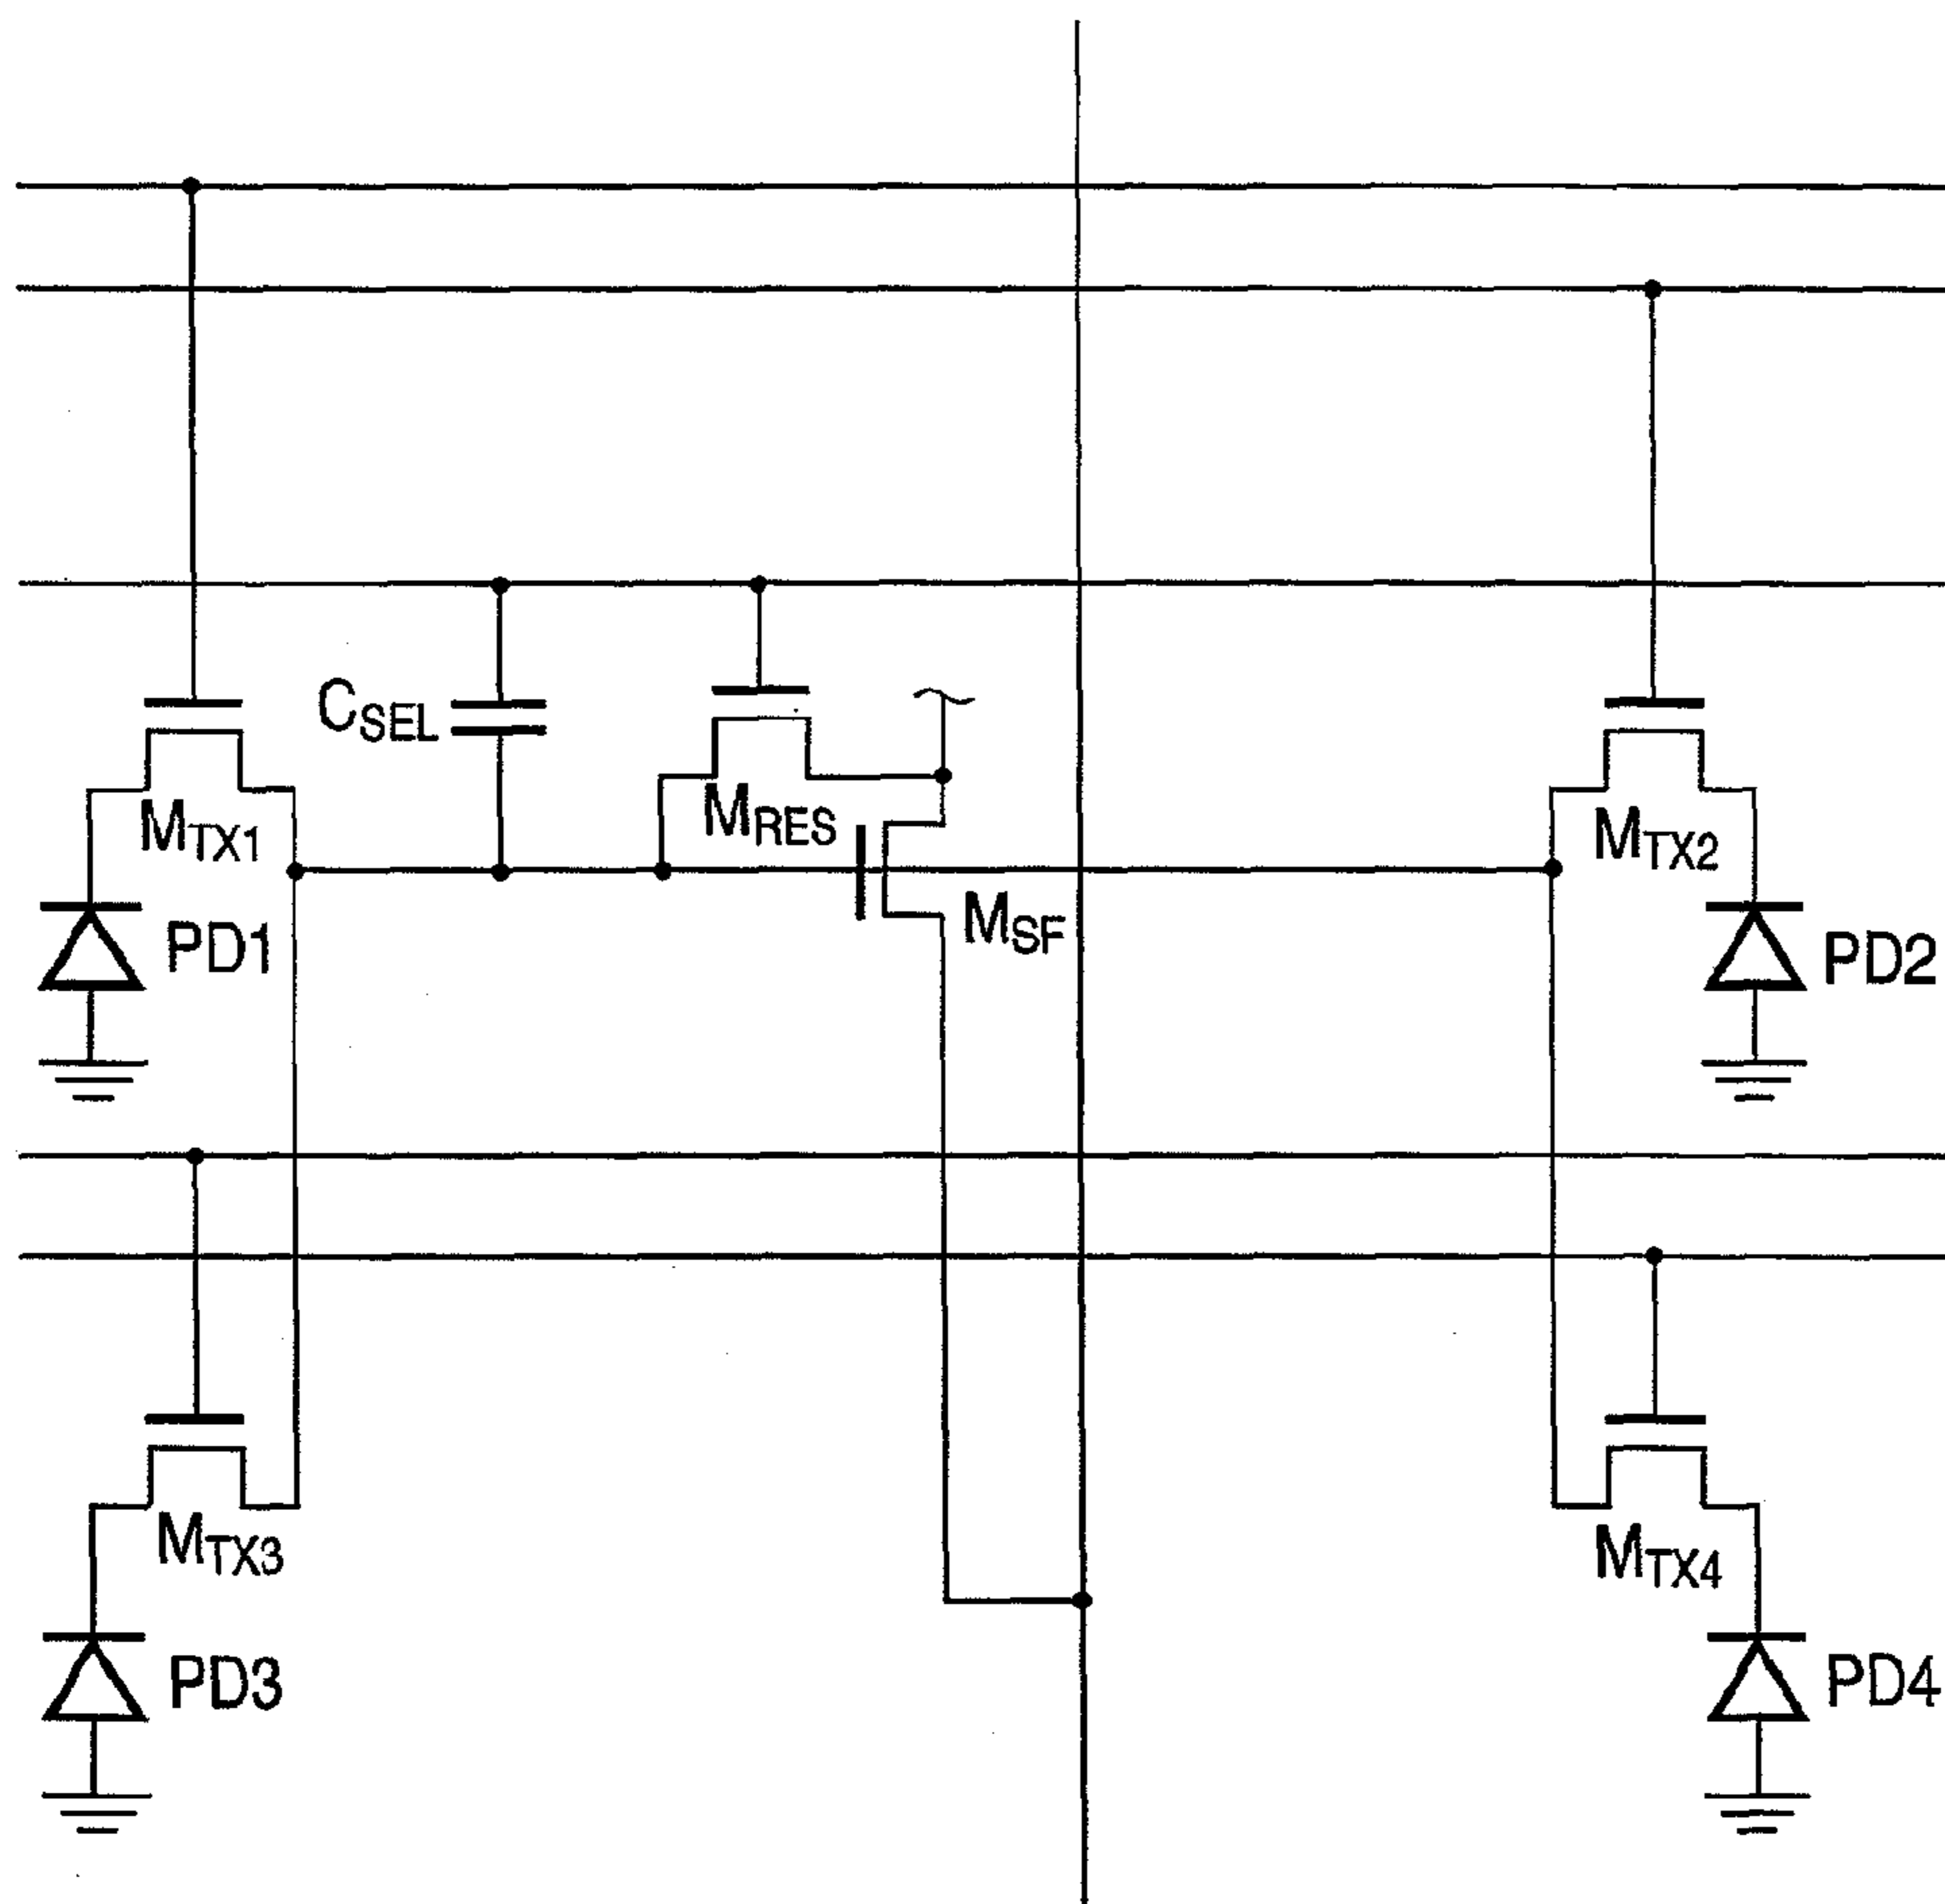 CSEL
MRES
MTX1
MTX2
MSF
PD1
PD2
MTX3
MTX4
PD3
PD4